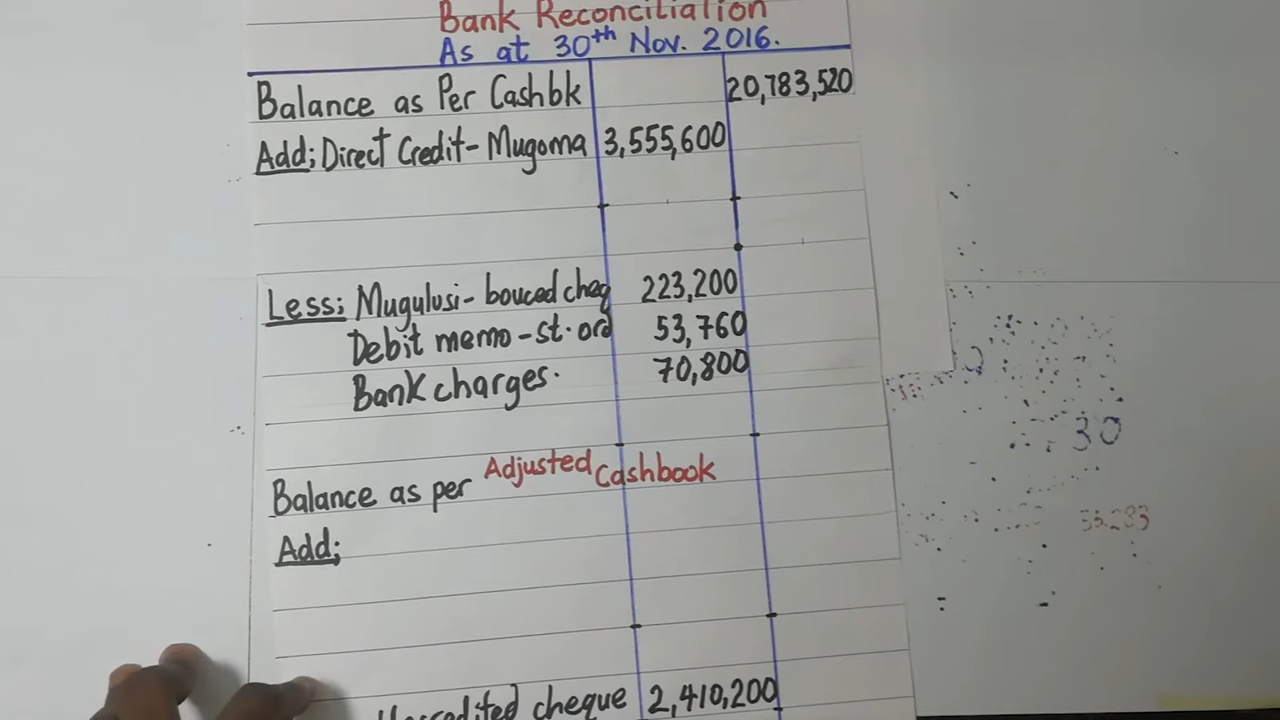 Bank Reconciliation
As at 30th Nov. 2016.
Balance as Per Cashbk 20,783,520
Add; Direct Credit- Mugoma 3,555,600
Less; Mugulusi- bouced cheq 223,200
Debit memo-st. ord 53,760
Bank charges. 70,800
Balance as per Adjusted Cashbook
Add;
cheque 2,410,200
30